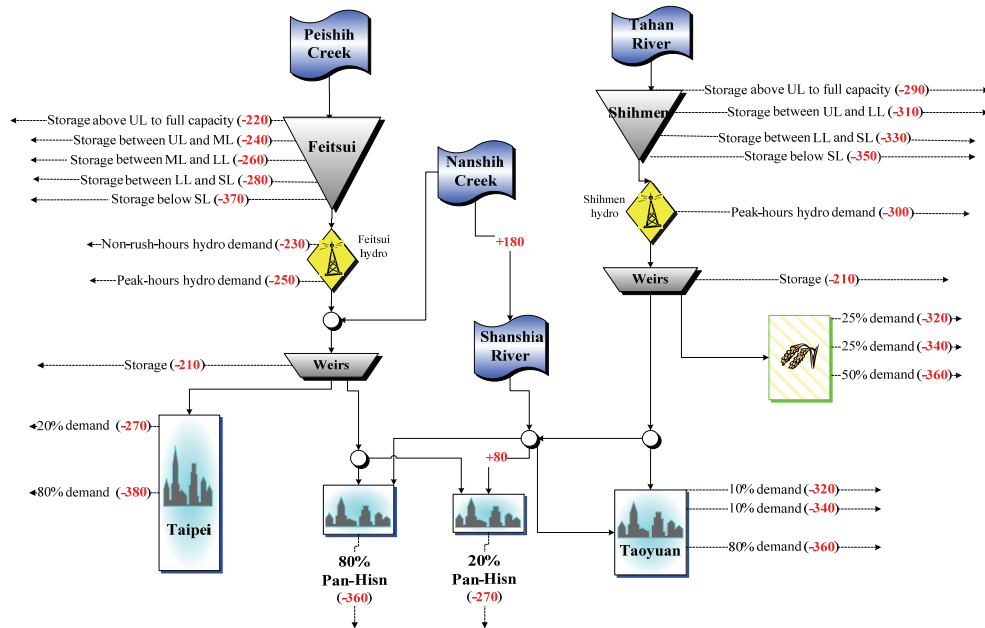 Peishih
Creek
Tahan
River
Storage above UL to full capacity (-220)
Storage between UL and ML (-240)
Storage between ML and LL (-260)
Storage between LL and SL (-280)
Storage below SL (-370)
Feitsui
Non-rush-hours hydro demand (-230)
Peak-hours hydro demand (-250)
Feitsui
hydro
Nanshih
Creek
+180
Shanshia
River
Storage above UL to full capacity (-290)
Storage between UL and LL (-310)
Storage between LL and SL (-330)
Storage below SL (-350)
Shihmen
Shihmen
hydro
Peak-hours hydro demand (-300)
Weirs
Storage (-210)
25% demand (-320)
25% demand (-340)
50% demand (-360)
Storage (-210)
Weirs
20% demand (-270)
80% demand (-380)
Taipei
+80
80%
Pan-Hisn
(-360)
20%
Pan-Hisn
(-270)
Taoyuan
10% demand (-320)
10% demand (-340)
80% demand (-360)